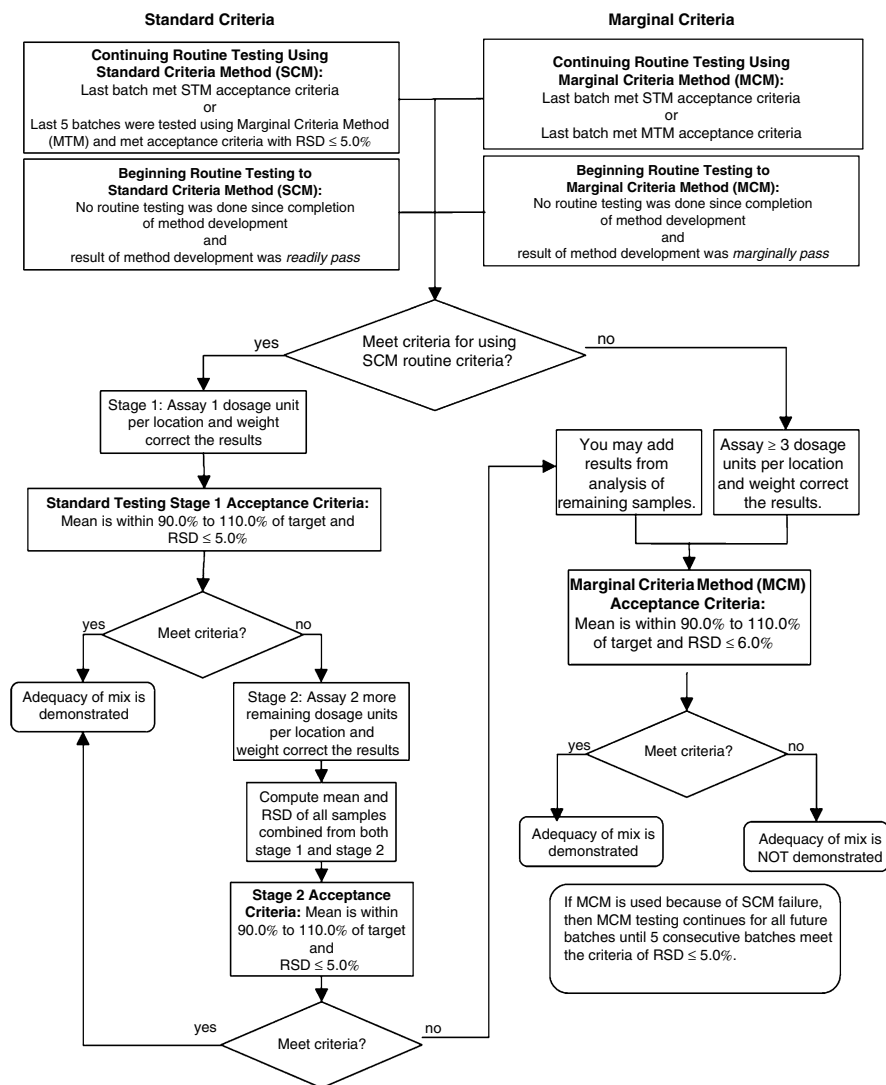 Standard Criteria
Marginal Criteria
Continuing Routine Testing Using
Standard Criteria Method (SCM):
Last batch met STM acceptance criteria
or
Last 5 batches were tested using Marginal Criteria Method
(MTM) and met acceptance criteria with RSD ≤ 5.0%
Continuing Routine Testing Using
Marginal Criteria Method (MCM):
Last batch met STM acceptance criteria
or
Last batch met MTM acceptance criteria
Beginning Routine Testing to
Standard Criteria Method (SCM):
No routine testing was done since completion
of method development
and
result of method development was readily pass
Beginning Routine Testing to
Marginal Criteria Method (MCM):
No routine testing was done since completion
of method development
and
result of method development was marginally pass
Meet criteria for using
SCM routine criteria?
yes
no
Stage 1: Assay 1 dosage unit
per location and weight
correct the results
Standard Testing Stage 1 Acceptance Criteria:
Mean is within 90.0% to 110.0% of target and
RSD ≤ 5.0%
Meet criteria?
yes
no
Adequacy of mix is
demonstrated
Stage 2: Assay 2 more
remaining dosage units
per location and
weight correct the results
Compute mean and
RSD of all samples
combined from both
stage 1 and stage 2
Stage 2 Acceptance
Criteria: Mean is within
90.0% to 110.0% of target
and
RSD ≤ 5.0%
Meet criteria?
yes
no
You may add
results from
analysis of
remaining samples.
Assay ≥ 3 dosage
units per location
and weight correct
the results.
Marginal Criteria Method (MCM)
Acceptance Criteria:
Mean is within 90.0% to 110.0%
of target and RSD ≤ 6.0%
Meet criteria?
yes
no
Adequacy of mix is
demonstrated
Adequacy of mix is
NOT demonstrated
If MCM is used because of SCM failure,
then MCM testing continues for all future
batches until 5 consecutive batches meet
the criteria of RSD ≤ 5.0%.